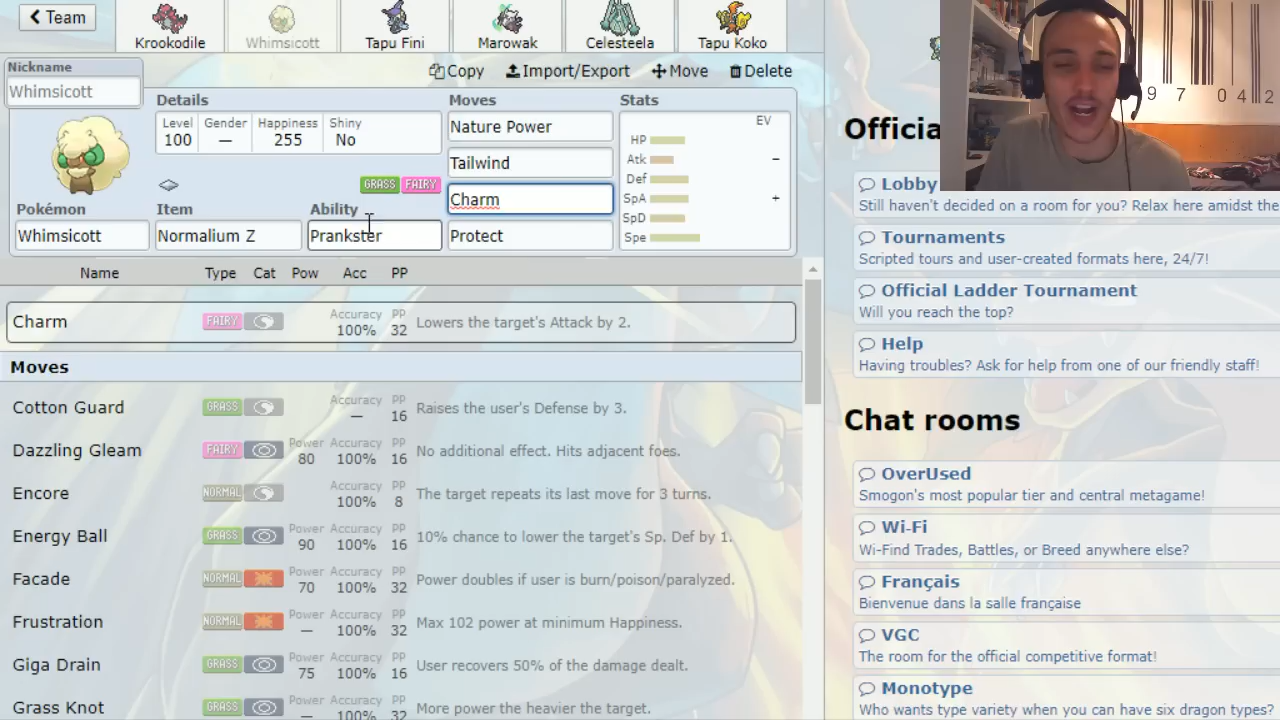 Team
Krookodile
Whimsicott
Tapu Fini
Marowak
Celesteela
Tapu Koko
Nickname
Whimsicott
Copy
Import/Export
Move
Delete
Details
Level
100
Gender
—
Happiness
255
Shiny
No
GRASS FAIRY
Pokémon
Whimsicott
Item
Normalium Z
Ability
Prankster
Moves
Nature Power
Tailwind
Charm
Protect
Stats
EV
HP
Atk −
Def
SpA +
SpD
Spe
Name Type Cat Pow Acc PP
Charm FAIRY Accuracy 100% PP 32 Lowers the target's Attack by 2.
Moves
Cotton Guard GRASS Accuracy — PP 16 Raises the user's Defense by 3.
Dazzling Gleam FAIRY Power 80 Accuracy 100% PP 16 No additional effect. Hits adjacent foes.
Encore NORMAL Accuracy 100% PP 8 The target repeats its last move for 3 turns.
Energy Ball GRASS Power 90 Accuracy 100% PP 16 10% chance to lower the target's Sp. Def by 1.
Facade NORMAL Power 70 Accuracy 100% PP 32 Power doubles if user is burn/poison/paralyzed.
Frustration NORMAL Power — Accuracy 100% PP 32 Max 102 power at minimum Happiness.
Giga Drain GRASS Power 75 Accuracy 100% PP 16 User recovers 50% of the damage dealt.
Grass Knot GRASS Power — Accuracy 100% PP 32 More power the heavier the target.
9 7 0 4 2
Officia
Lobby
Still haven't decided on a room for you? Relax here amidst the
Tournaments
Scripted tours and user-created formats here, 24/7!
Official Ladder Tournament
Will you reach the top?
Help
Having troubles? Ask for help from one of our friendly staff!
Chat rooms
OverUsed
Smogon's most popular tier and central metagame!
Wi-Fi
Wi-Find Trades, Battles, or Breed anywhere else?
Français
Bienvenue dans la salle française
VGC
The room for the official competitive format!
Monotype
Who wants type variety when you can have six dragon types?